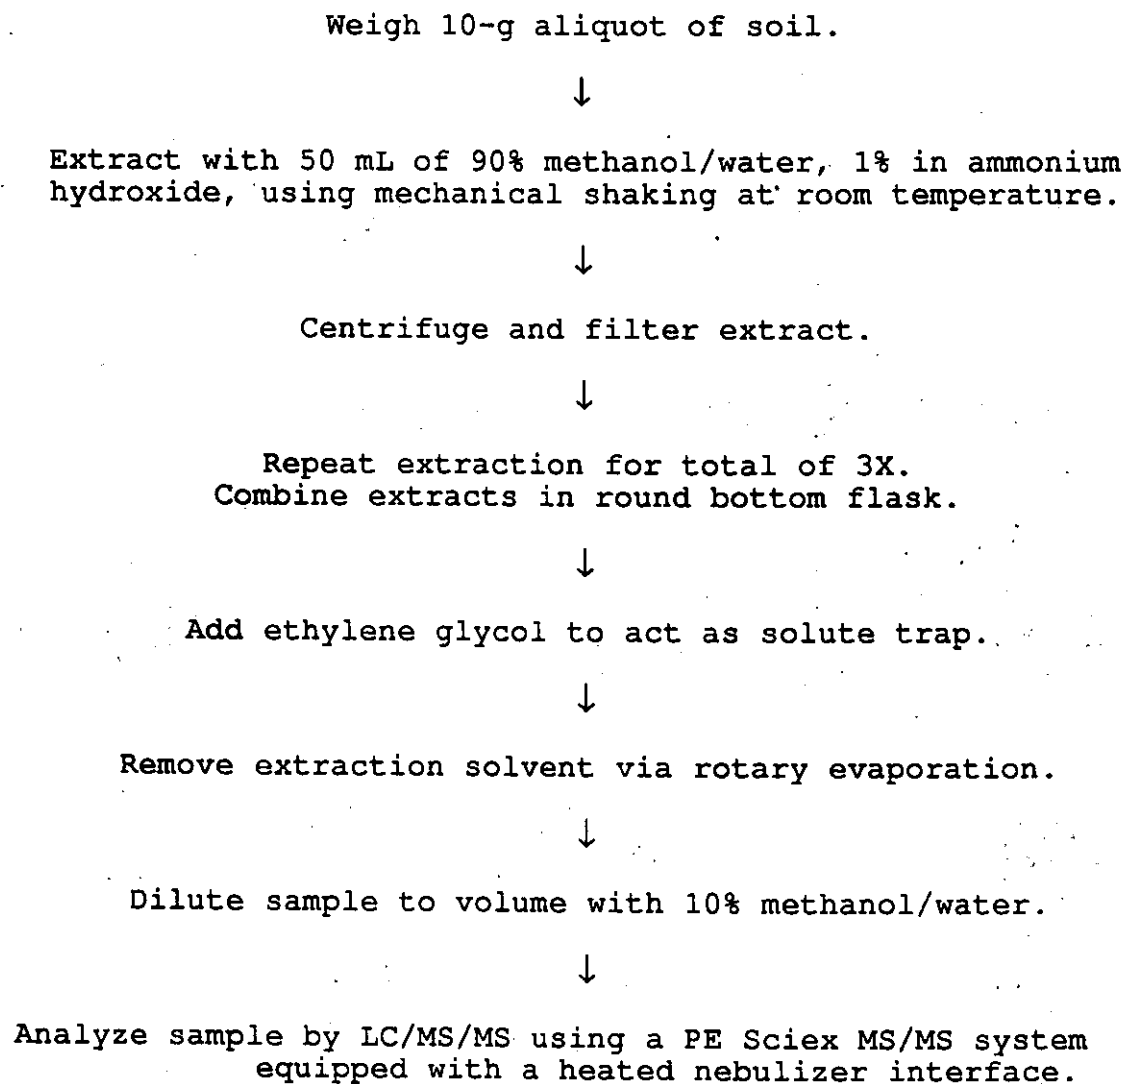 Weigh 10-g aliquot of soil.
↓
Extract with 50 mL of 90% methanol/water, 1% in ammonium
hydroxide, using mechanical shaking at room temperature.
↓
Centrifuge and filter extract.
↓
Repeat extraction for total of 3X.
Combine extracts in round bottom flask.
↓
Add ethylene glycol to act as solute trap.
↓
Remove extraction solvent via rotary evaporation.
↓
Dilute sample to volume with 10% methanol/water.
↓
Analyze sample by LC/MS/MS using a PE Sciex MS/MS system
equipped with a heated nebulizer interface.